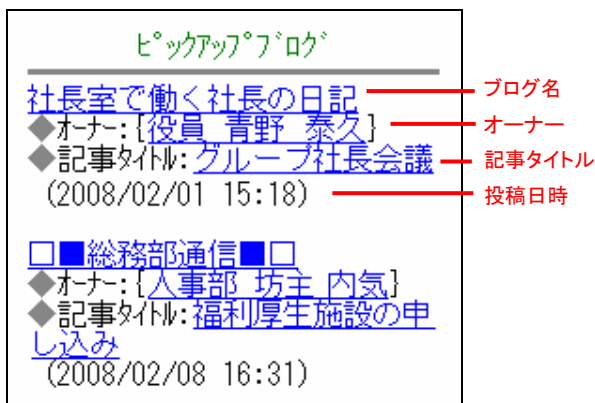 ﾋﾟｯｸｱｯﾌﾟﾌﾞﾛｸﾞ
社長室で働く社長の日記 ブログ名
◆ｵｰﾅｰ:{役員 青野 泰久} オーナー
◆記事ﾀｲﾄﾙ:グループ社長会議 記事タイトル
(2008/02/01 15:18) 投稿日時
□■総務部通信■□
◆ｵｰﾅｰ:{人事部 坊主 内気}
◆記事ﾀｲﾄﾙ:福利厚生施設の申
し込み
(2008/02/08 16:31)